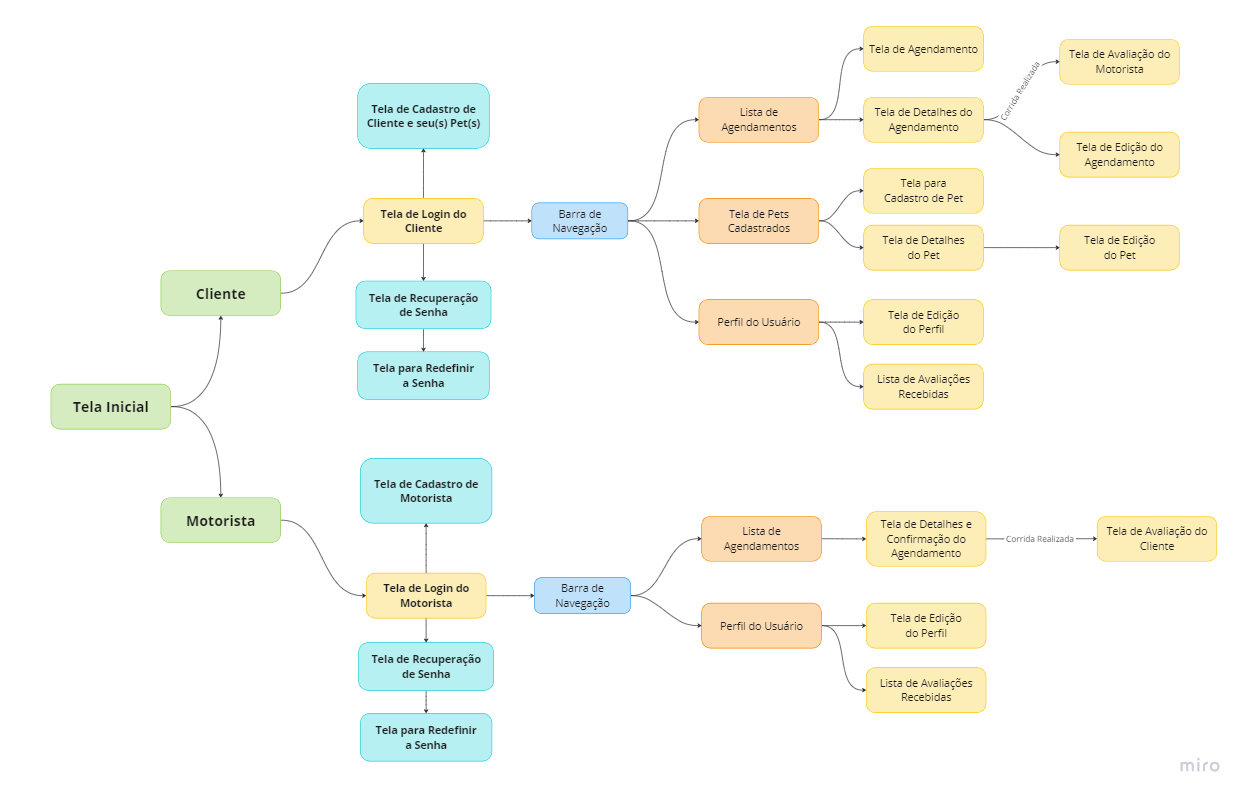 Tela Inicial
Cliente
Tela de Cadastro de
Cliente e seu(s) Pet(s)
Tela de Login do
Cliente
Tela de Recuperação
de Senha
Tela para Redefinir
a Senha
Barra de
Navegação
Lista de
Agendamentos
Tela de Agendamento
Tela de Detalhes do
Agendamento
Corrida Realizada
Tela de Avaliação do
Motorista
Tela de Edição do
Agendamento
Tela de Pets
Cadastrados
Tela para
Cadastro de Pet
Tela de Detalhes
do Pet
Tela de Edição
do Pet
Perfil do Usuário
Tela de Edição
do Perfil
Lista de Avaliações
Recebidas
Motorista
Tela de Cadastro de
Motorista
Tela de Login do
Motorista
Tela de Recuperação
de Senha
Tela para Redefinir
a Senha
Barra de
Navegação
Lista de
Agendamentos
Tela de Detalhes e
Confirmação do
Agendamento
Corrida Realizada
Tela de Avaliação do
Cliente
Perfil do Usuário
Tela de Edição
do Perfil
Lista de Avaliações
Recebidas
miro